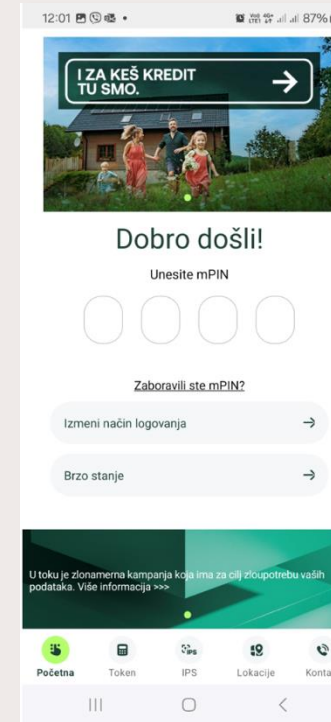 12:01 87%
I ZA KEŠ KREDIT
TU SMO.
Dobro došli!
Unesite mPIN
Zaboravili ste mPIN?
Izmeni način logovanja
Brzo stanje
U toku je zlonamerna kampanja koja ima za cilj zloupotrebu vaših
podataka. Više informacija >>>
IPS
Početna Token IPS Lokacije Konta